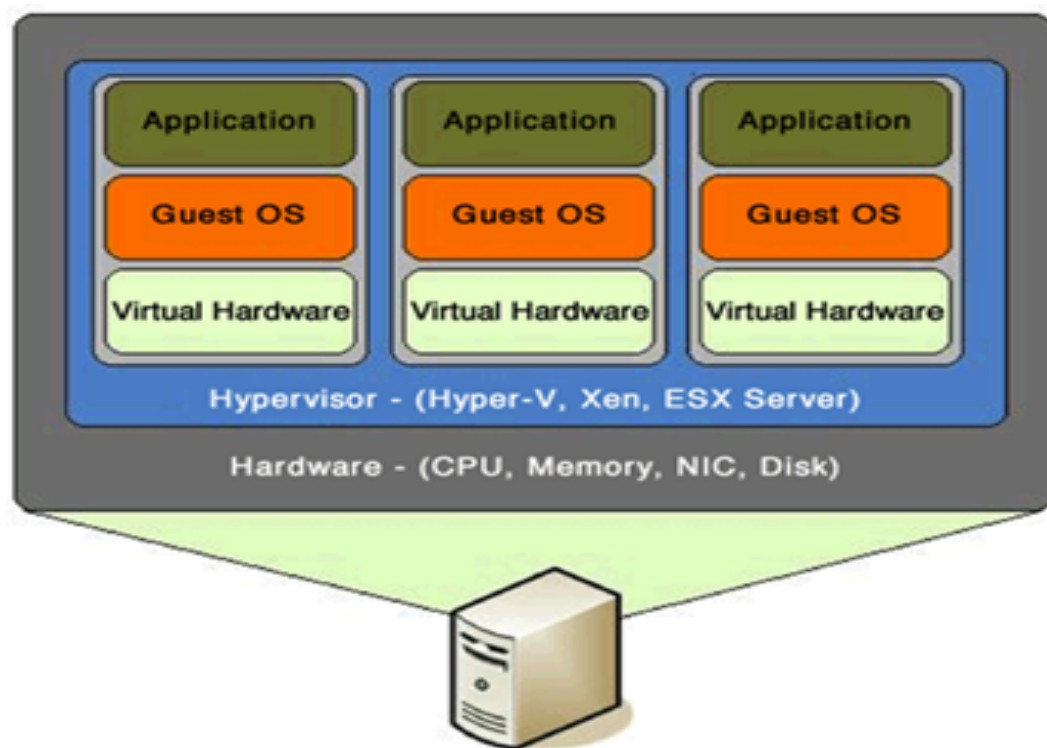 Application
Application
Application
Guest OS
Guest OS
Guest OS
Virtual Hardware
Virtual Hardware
Virtual Hardware
Hypervisor - (Hyper-V, Xen, ESX Server)
Hardware - (CPU, Memory, NIC, Disk)